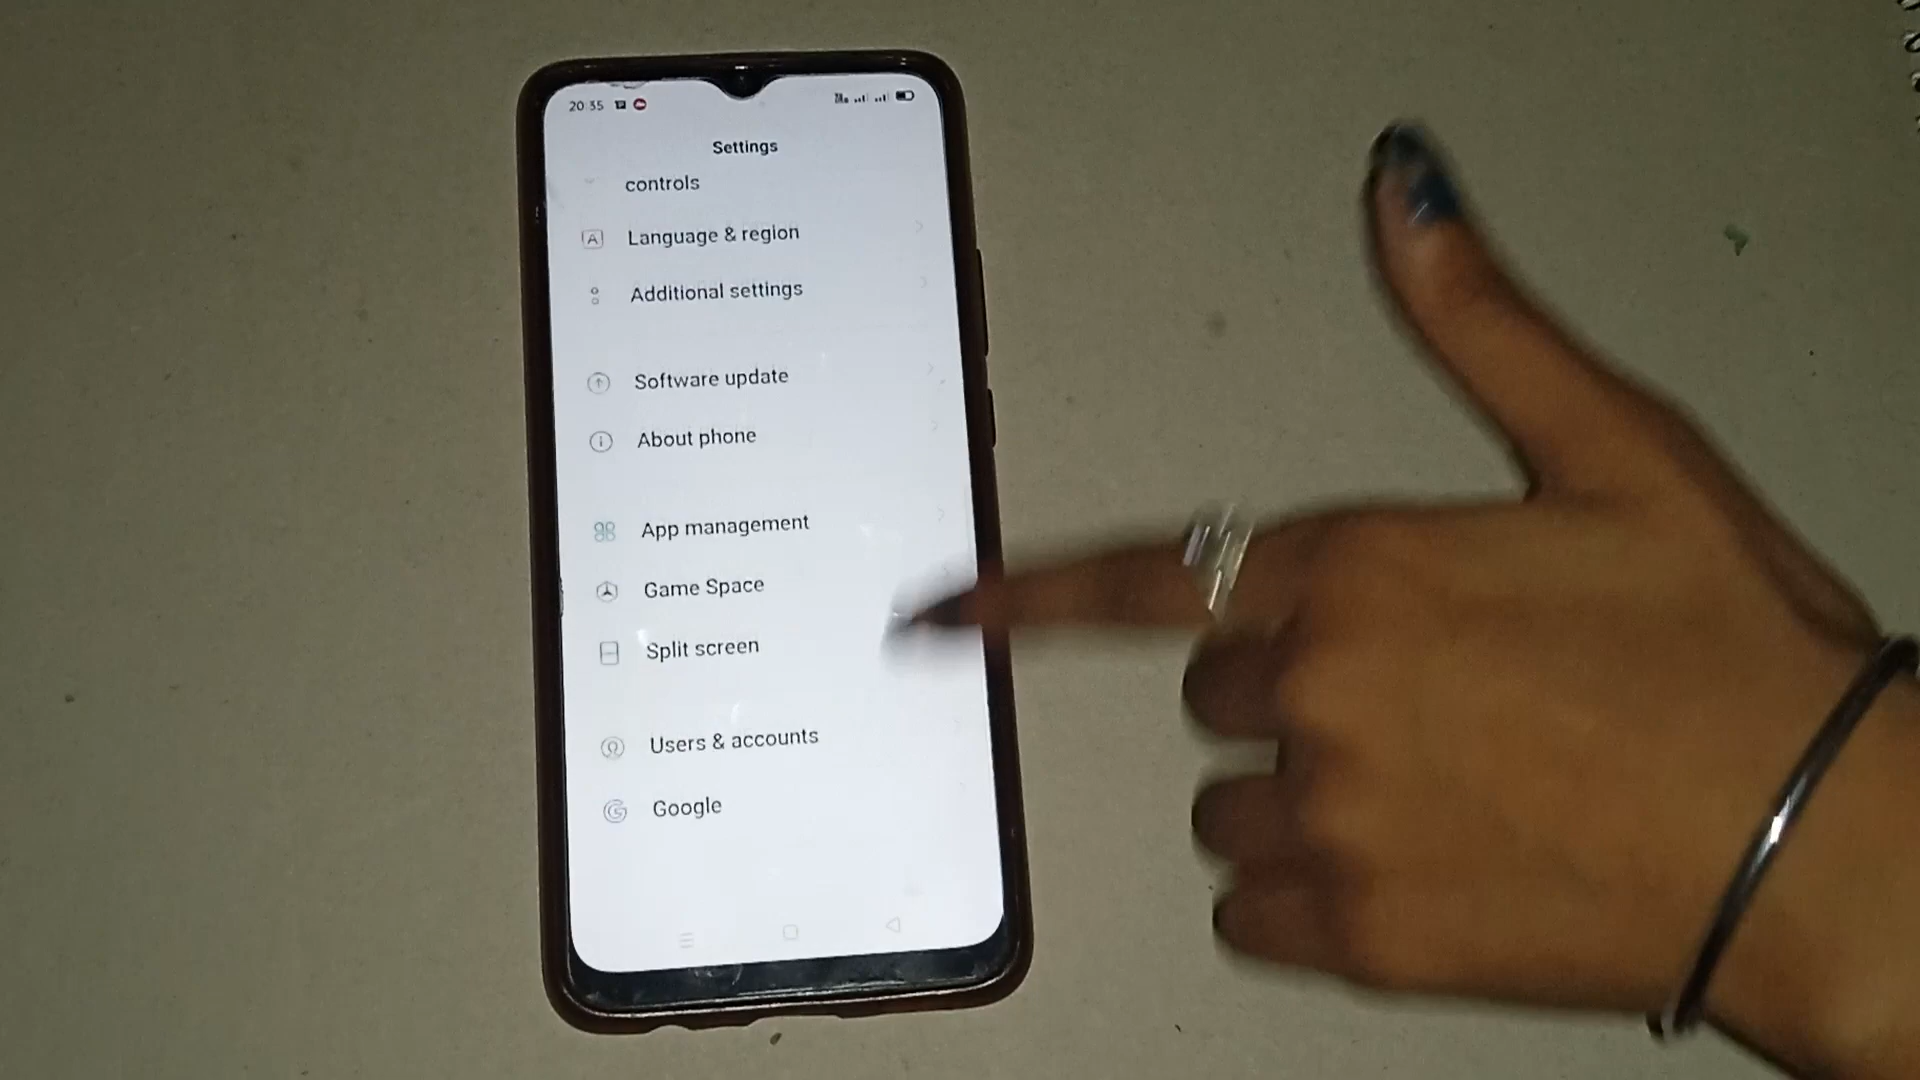 20:35
Settings
controls
Language & region
Additional settings
Software update
About phone
App management
Game Space
Split screen
Users & accounts
Google